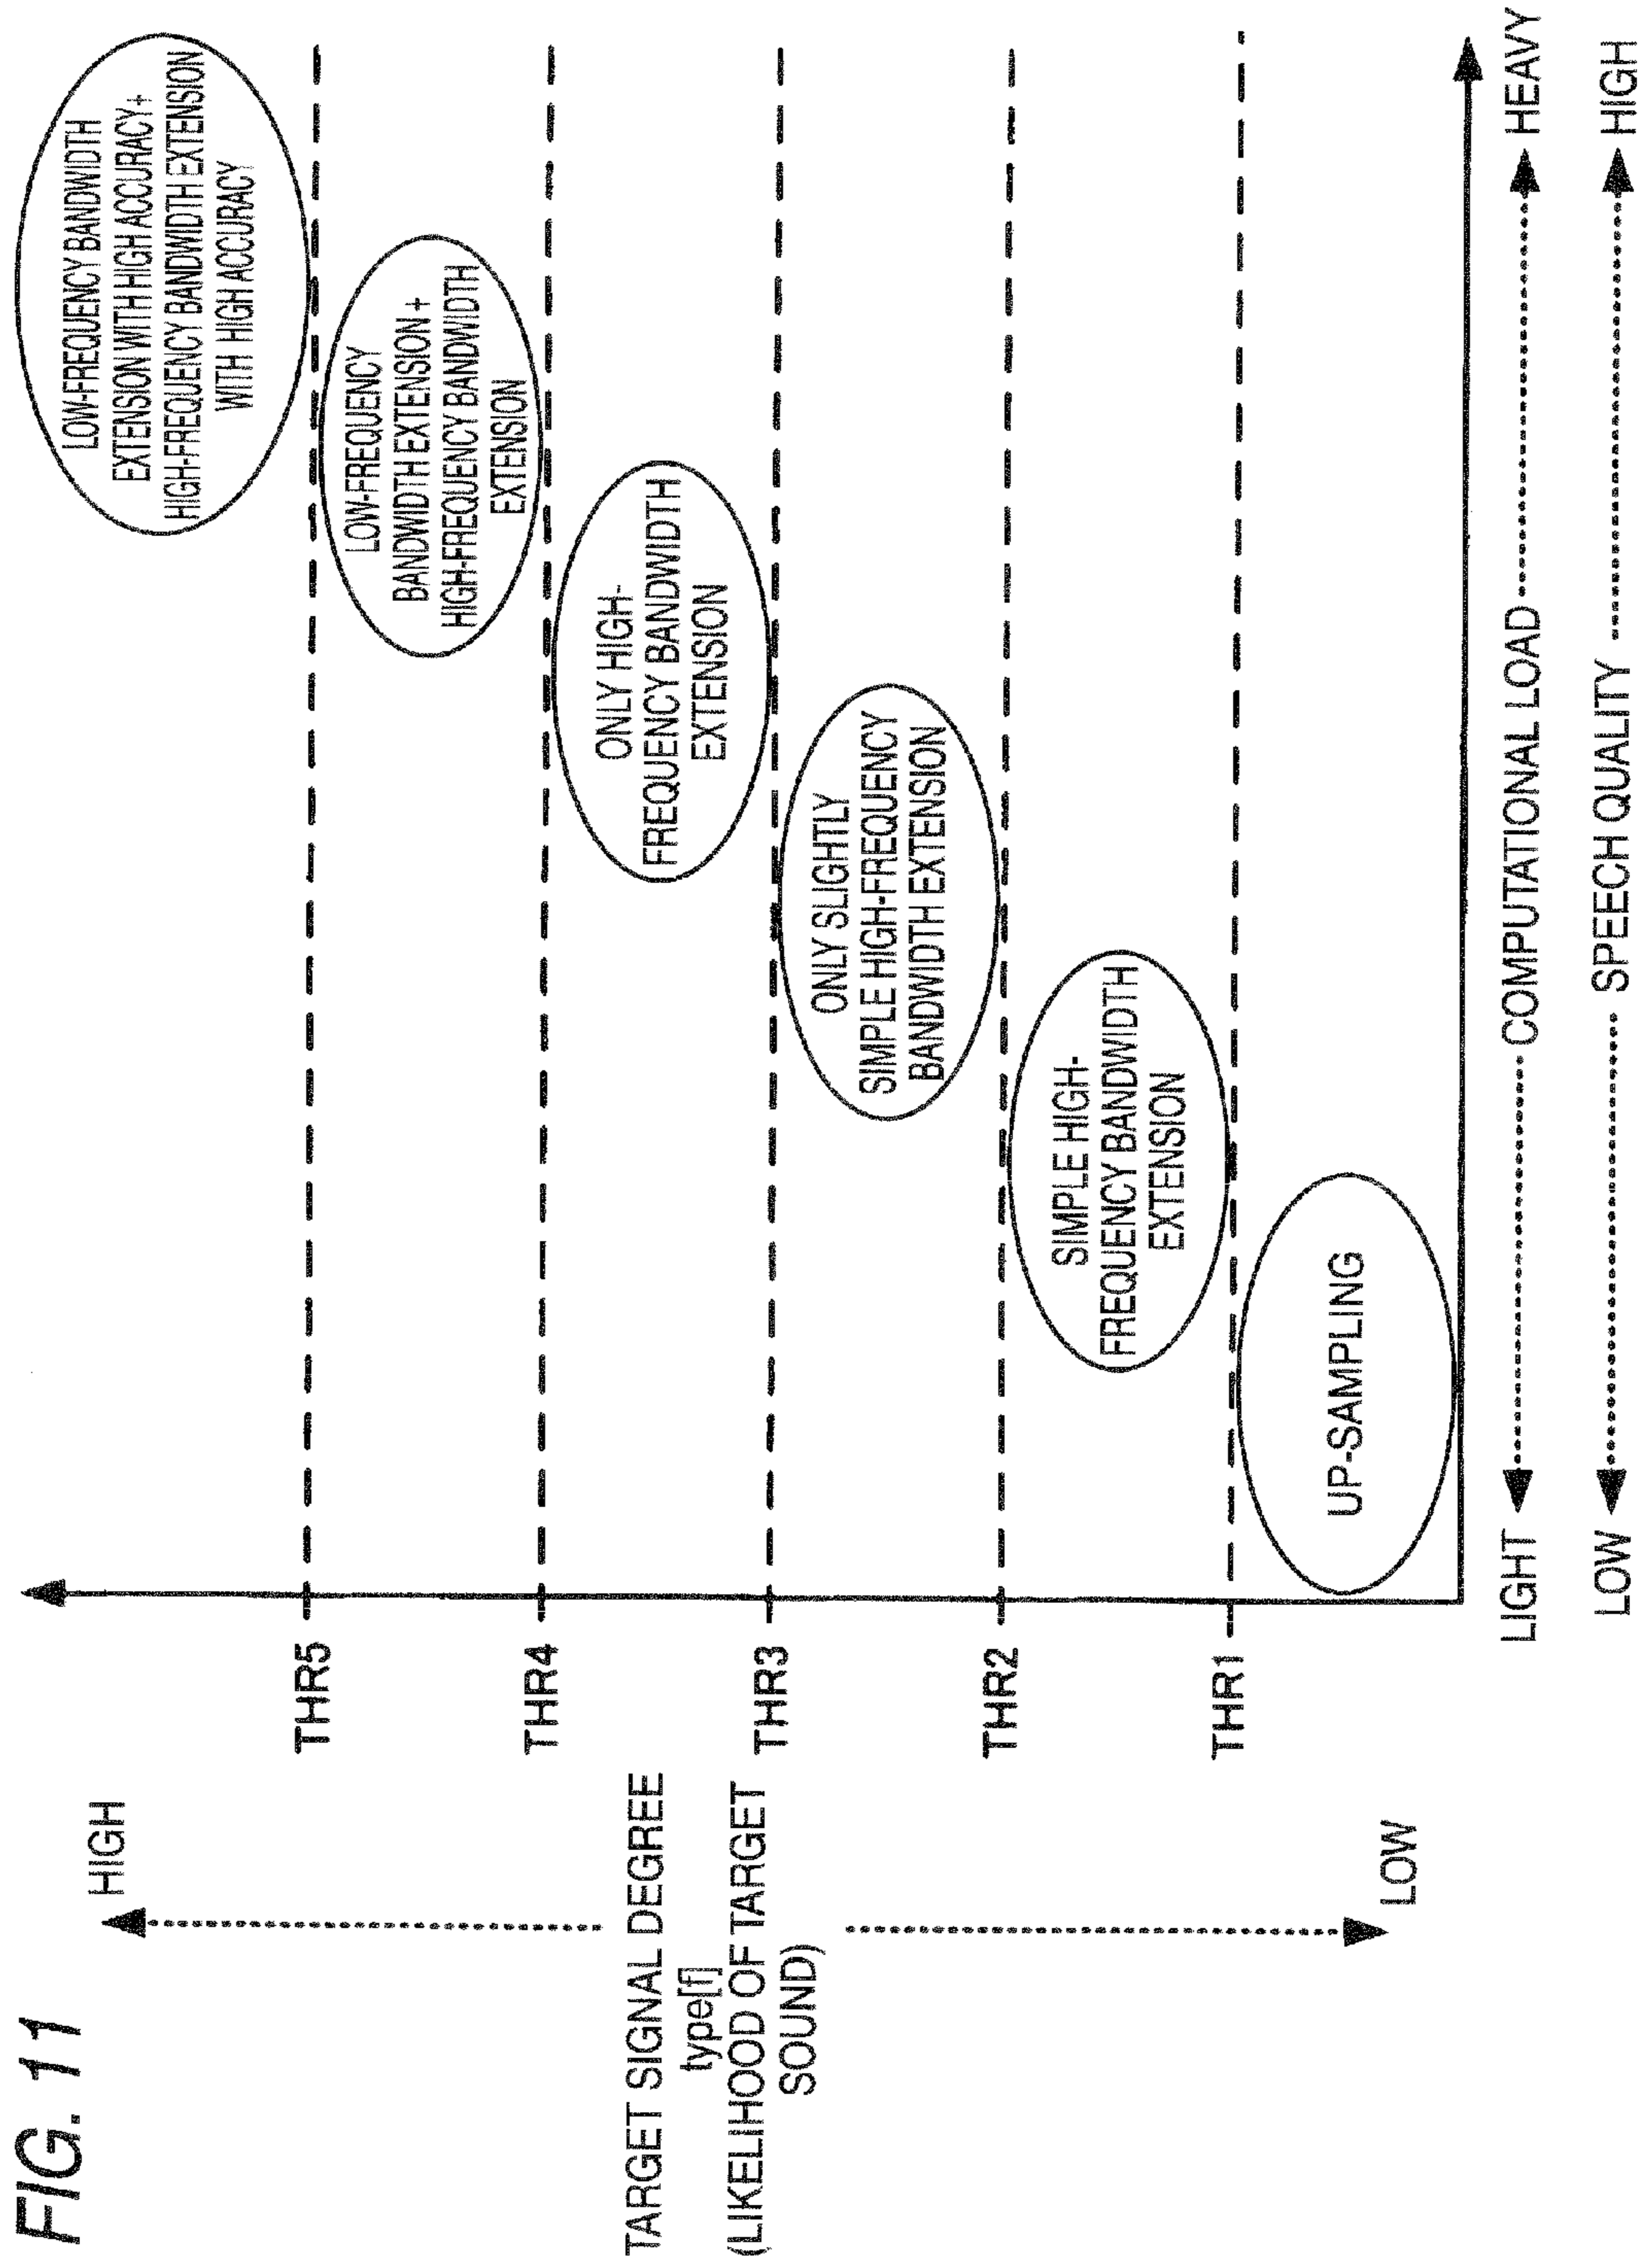 FIG. 11
HIGH
TARGET SIGNAL DEGREE
type[f]
(LIKELIHOOD OF TARGET
SOUND)
LOW
THR5
THR4
THR3
THR2
THR1
LOW-FREQUENCY BANDWIDTH
EXTENSION WITH HIGH ACCURACY+
HIGH-FREQUENCY BANDWIDTH EXTENSION
WITH HIGH ACCURACY
LOW-FREQUENCY
BANDWIDTH EXTENSION +
HIGH-FREQUENCY BANDWIDTH
EXTENSION
ONLY HIGH-
FREQUENCY BANDWIDTH
EXTENSION
ONLY SLIGHTLY
SIMPLE HIGH-FREQUENCY
BANDWIDTH EXTENSION
SIMPLE HIGH-
FREQUENCY BANDWIDTH
EXTENSION
UP-SAMPLING
LIGHT COMPUTATIONAL LOAD HEAVY
LOW SPEECH QUALITY HIGH